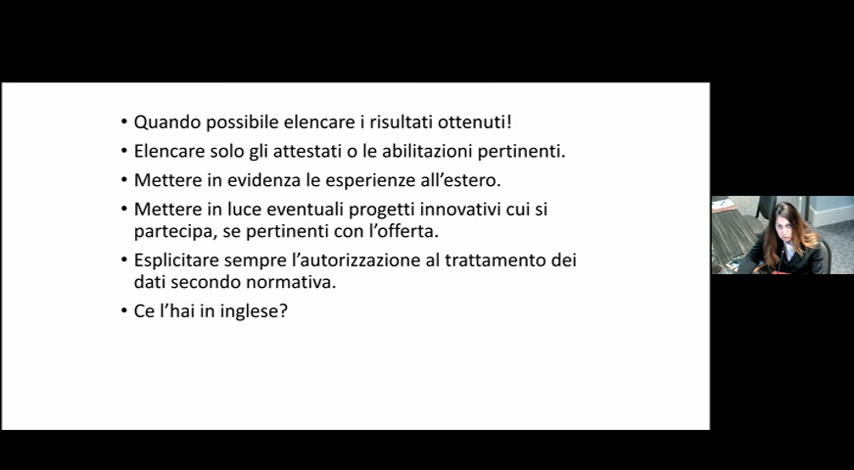 • Quando possibile elencare i risultati ottenuti!
• Elencare solo gli attestati o le abilitazioni pertinenti.
• Mettere in evidenza le esperienze all’estero.
• Mettere in luce eventuali progetti innovativi cui si
partecipa, se pertinenti con l’offerta.
• Esplicitare sempre l’autorizzazione al trattamento dei
dati secondo normativa.
• Ce l’hai in inglese?